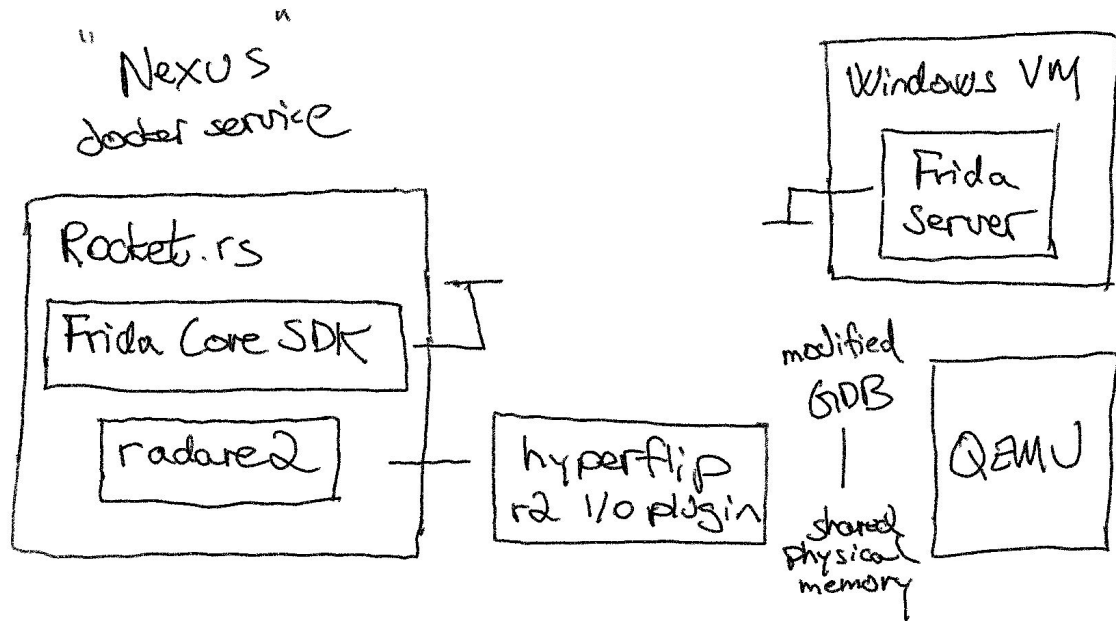 "Nexus"
docker service
Rocket.rs
Frida Core SDK
radare2
hyperflip
r2 I/O plugin
Windows VM
Frida
Server
modified
GDB
shared
physical
memory
QEMU